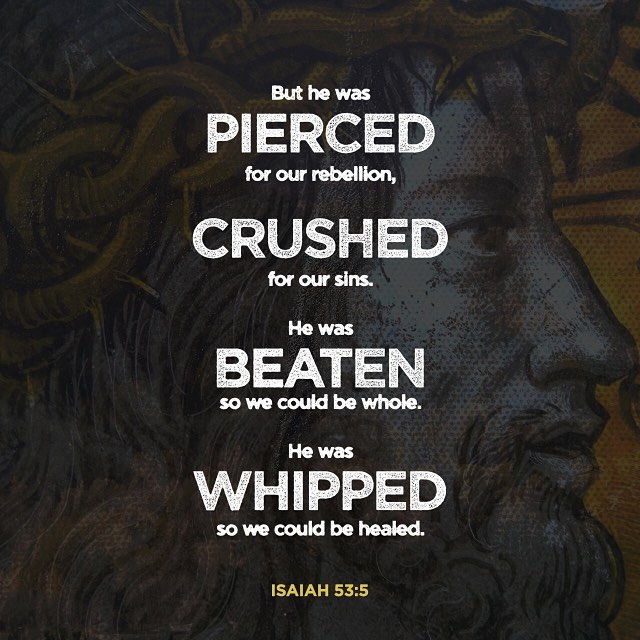 But he was
PIERCED
for our rebellion,
CRUSHED
for our sins.
He was
BEATEN
so we could be whole.
He was
WHIPPED
so we could be healed.
ISAIAH 53:5